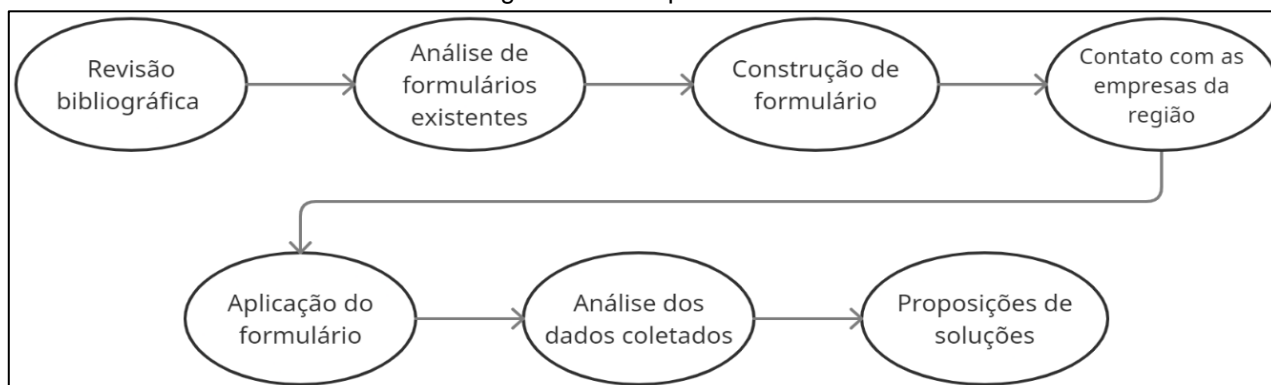 Revisão
bibliográfica
Análise de
formulários
existentes
Construção de
formulário
Contato com as
empresas da
região
Aplicação do
formulário
Análise dos
dados coletados
Proposições de
soluções